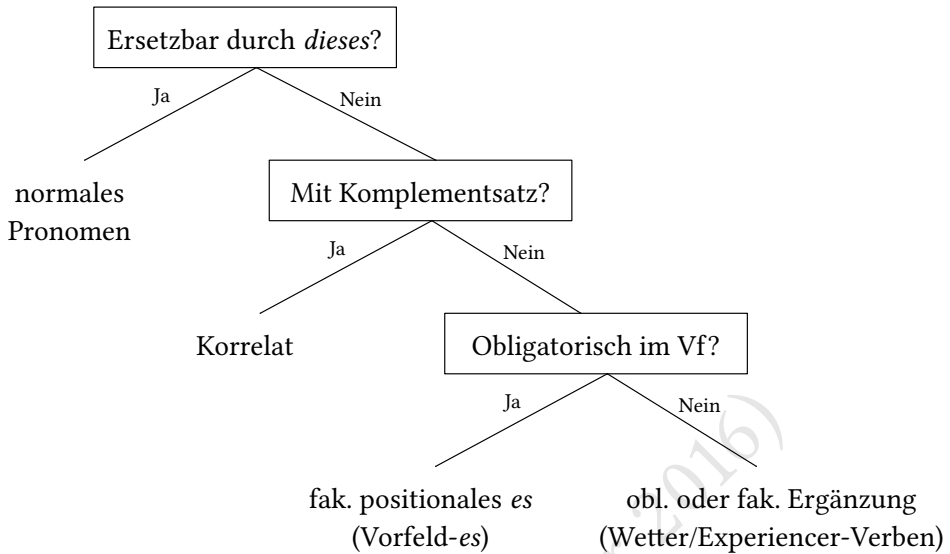 Ersetzbar durch dieses?
Ja
Nein
normales
Pronomen
Mit Komplementsatz?
Ja
Nein
Korrelat
Obligatorisch im Vf?
Ja
Nein
fak. positionales es
(Vorfeld-es)
obl. oder fak. Ergänzung
(Wetter/Experiencer-Verben)
2016)